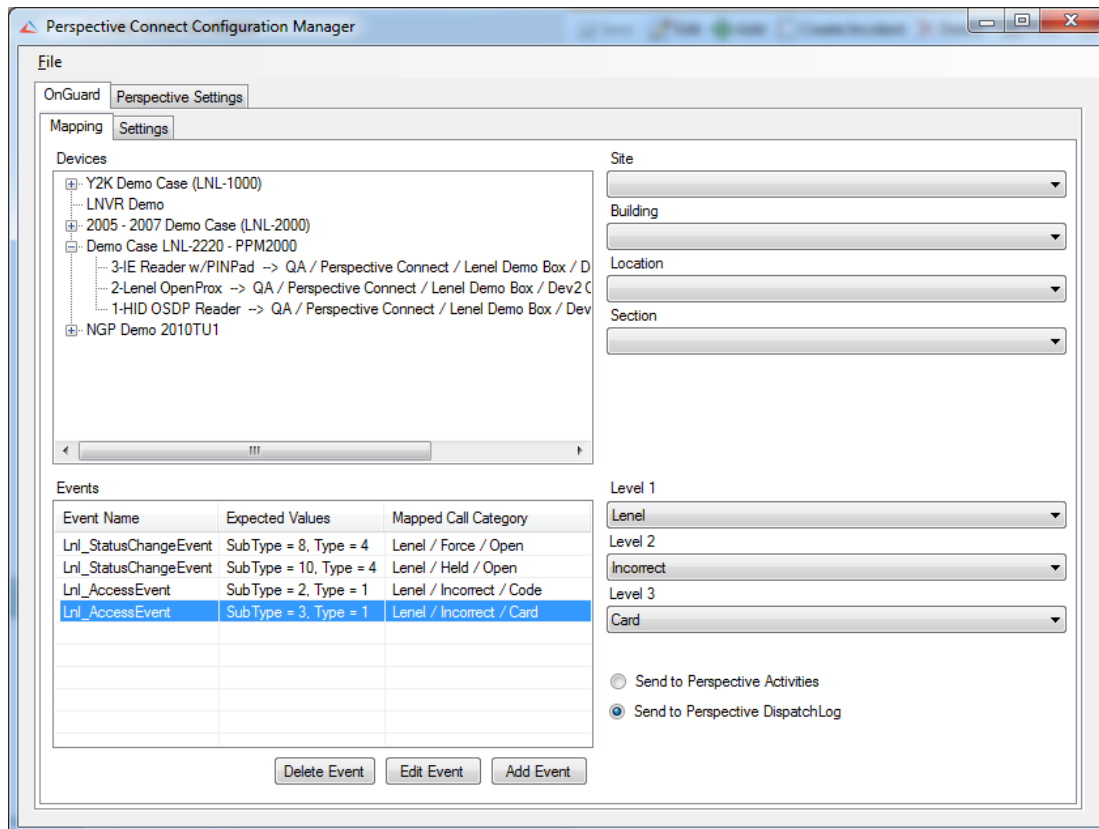 Perspective Connect Configuration Manager
File
OnGuard Perspective Settings
Mapping Settings
Devices
Y2K Demo Case (LNL-1000)
LNVR Demo
2005 - 2007 Demo Case (LNL-2000)
Demo Case LNL-2220 - PPM2000
3-IE Reader w/PINPad --> QA / Perspective Connect / Lenel Demo Box / D
2-Lenel OpenProx --> QA / Perspective Connect / Lenel Demo Box / Dev2 C
1-HID OSDP Reader --> QA / Perspective Connect / Lenel Demo Box / Dev
NGP Demo 2010TU1
Site
Building
Location
Section
Events
Event Name Expected Values Mapped Call Category
Lnl_StatusChangeEvent SubType = 8, Type = 4 Lenel / Force / Open
Lnl_StatusChangeEvent SubType = 10, Type = 4 Lenel / Held / Open
Lnl_AccessEvent SubType = 2, Type = 1 Lenel / Incorrect / Code
Lnl_AccessEvent SubType = 3, Type = 1 Lenel / Incorrect / Card
Delete Event Edit Event Add Event
Level 1
Lenel
Level 2
Incorrect
Level 3
Card
Send to Perspective Activities
Send to Perspective DispatchLog